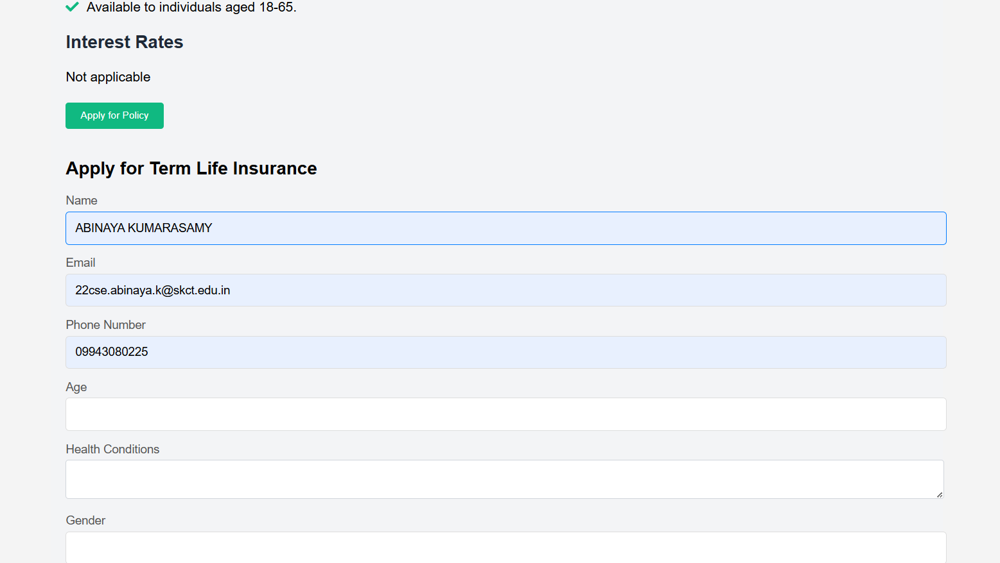 Available to individuals aged 18-65.
Interest Rates
Not applicable
Apply for Policy
Apply for Term Life Insurance
Name
ABINAYA KUMARASAMY
Email
22cse.abinaya.k@skct.edu.in
Phone Number
09943080225
Age
Health Conditions
Gender